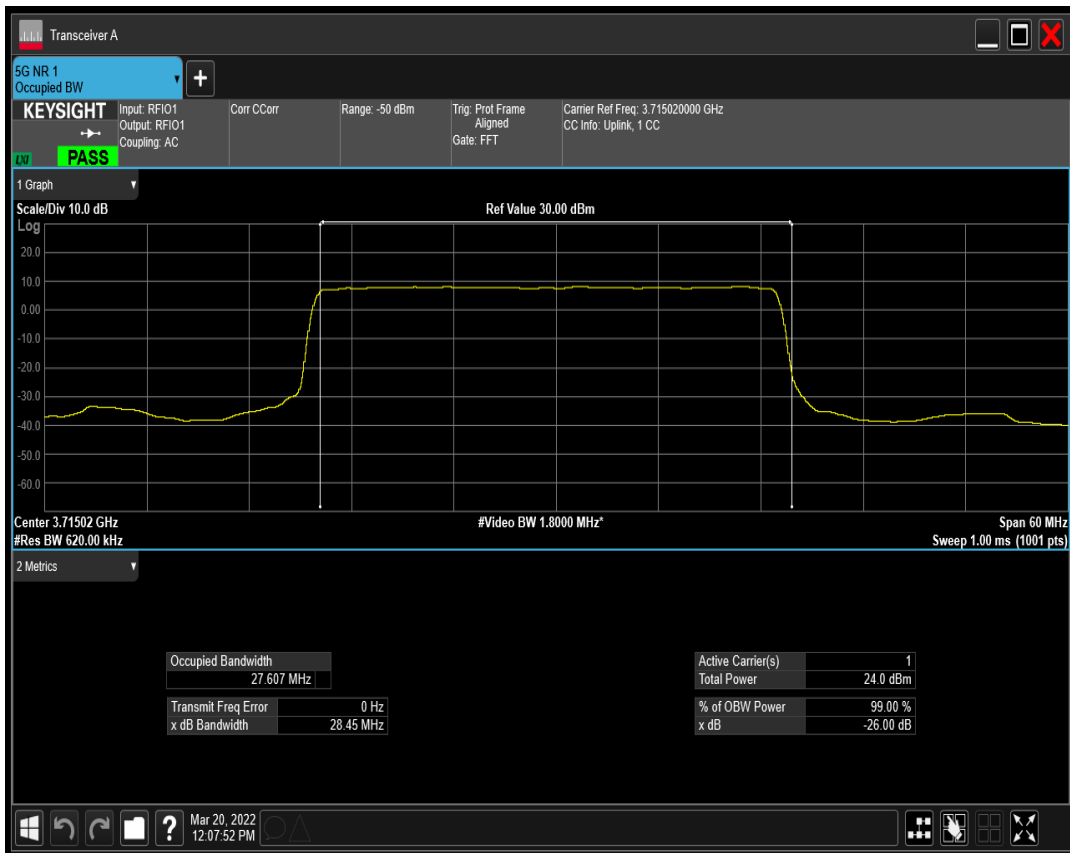 Transceiver A
5G NR 1
Occupied BW
+
KEYSIGHT
LXI
PASS
Input: RFIO1
Output: RFIO1
Coupling: AC
Corr CCorr
Range: -50 dBm
Trig: Prot Frame
Aligned
Gate: FFT
Carrier Ref Freq: 3.715020000 GHz
CC Info: Uplink, 1 CC
1 Graph
Scale/Div 10.0 dB
Ref Value 30.00 dBm
Log
20.0
10.0
0.00
-10.0
-20.0
-30.0
-40.0
-50.0
-60.0
Center 3.71502 GHz
#Video BW 1.8000 MHz*
Span 60 MHz
#Res BW 620.00 kHz
Sweep 1.00 ms (1001 pts)
2 Metrics
Occupied Bandwidth
27.607 MHz
Transmit Freq Error 0 Hz
x dB Bandwidth 28.45 MHz
Active Carrier(s) 1
Total Power 24.0 dBm
% of OBW Power 99.00 %
x dB -26.00 dB
?
Mar 20, 2022
12:07:52 PM